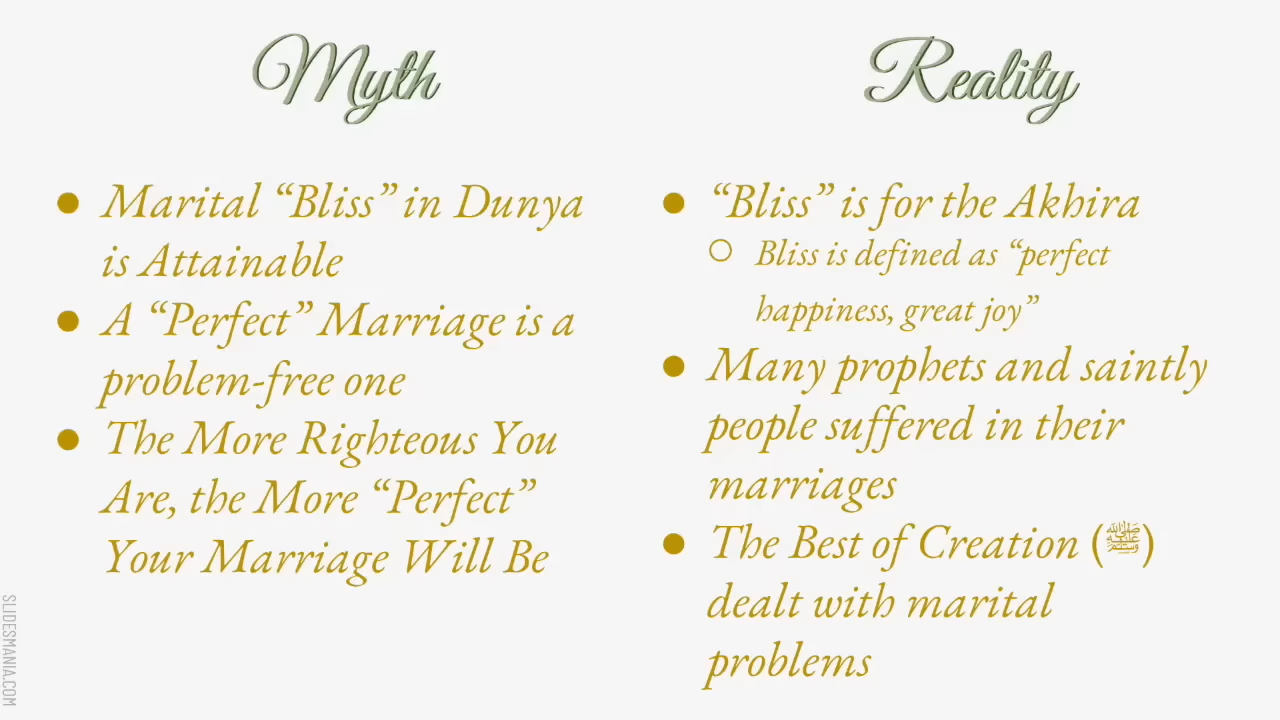 Myth
Marital “Bliss” in Dunya
is Attainable
A “Perfect” Marriage is a
problem-free one
The More Righteous You
Are, the More “Perfect”
Your Marriage Will Be
Reality
“Bliss” is for the Akhira
Bliss is defined as “perfect
happiness, great joy”
Many prophets and saintly
people suffered in their
marriages
The Best of Creation (ﷺ)
dealt with marital
problems
SLIDESMANIA.COM